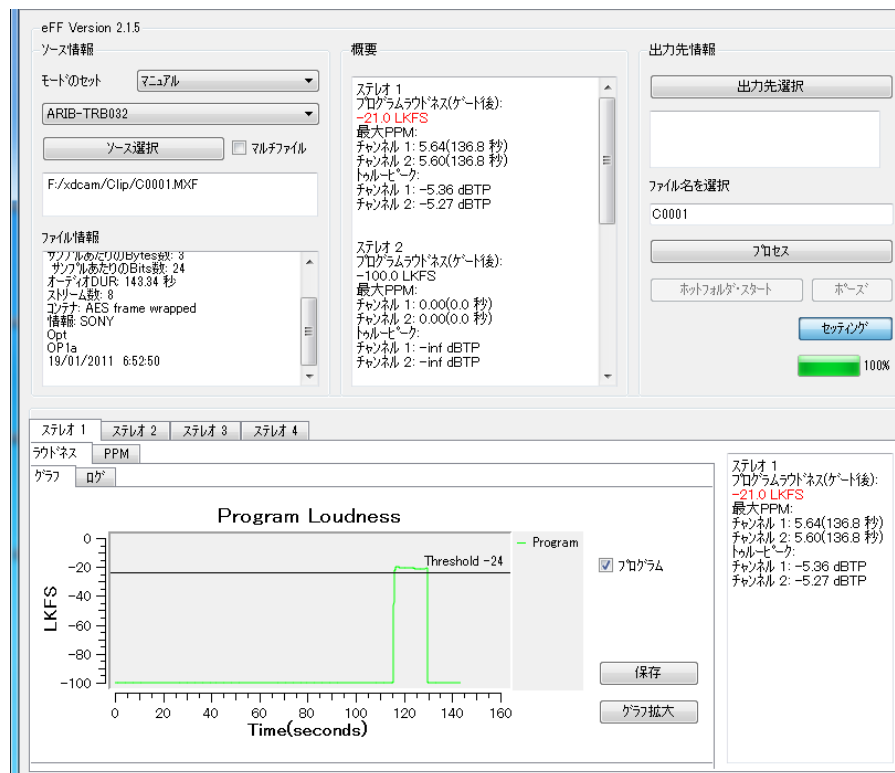 eFF Version 2.1.5
ソース情報
モードのセット
マニュアル
ARIB-TRB032
ソース選択
マルチファイル
F:/xdcam/Clip/C0001.MXF
ファイル情報
サンプルあたりのBytes数: 3
サンプルあたりのBits数: 24
オーディオDUR: 143.34 秒
ストリーム数: 8
コンテナ: AES frame wrapped
情報: SONY
Opt
OP1a
19/01/2011 6:52:50
概要
ステレオ 1
プログラムラウドネス(ゲート後):
-21.0 LKFS
最大PPM:
チャンネル 1: 5.64(136.8 秒)
チャンネル 2: 5.60(136.8 秒)
トゥルーピーク:
チャンネル 1: -5.36 dBTP
チャンネル 2: -5.27 dBTP
ステレオ 2
プログラムラウドネス(ゲート後):
-100.0 LKFS
最大PPM:
チャンネル 1: 0.00(0.0 秒)
チャンネル 2: 0.00(0.0 秒)
トゥルーピーク:
チャンネル 1: -inf dBTP
チャンネル 2: -inf dBTP
出力先情報
出力先選択
ファイル名を選択
C0001
プロセス
ホットフォルダ・スタート
ポーズ
セッティング
100%
ステレオ 1
ステレオ 2
ステレオ 3
ステレオ 4
ラウドネス
PPM
グラフ
ログ
Program Loudness
0
-20
-40
-60
-80
-100
LKFS
Threshold -24
Program
0 20 40 60 80 100 120 140 160
Time(seconds)
プログラム
保存
グラフ拡大
ステレオ 1
プログラムラウドネス(ゲート後):
-21.0 LKFS
最大PPM:
チャンネル 1: 5.64(136.8 秒)
チャンネル 2: 5.60(136.8 秒)
トゥルーピーク:
チャンネル 1: -5.36 dBTP
チャンネル 2: -5.27 dBTP